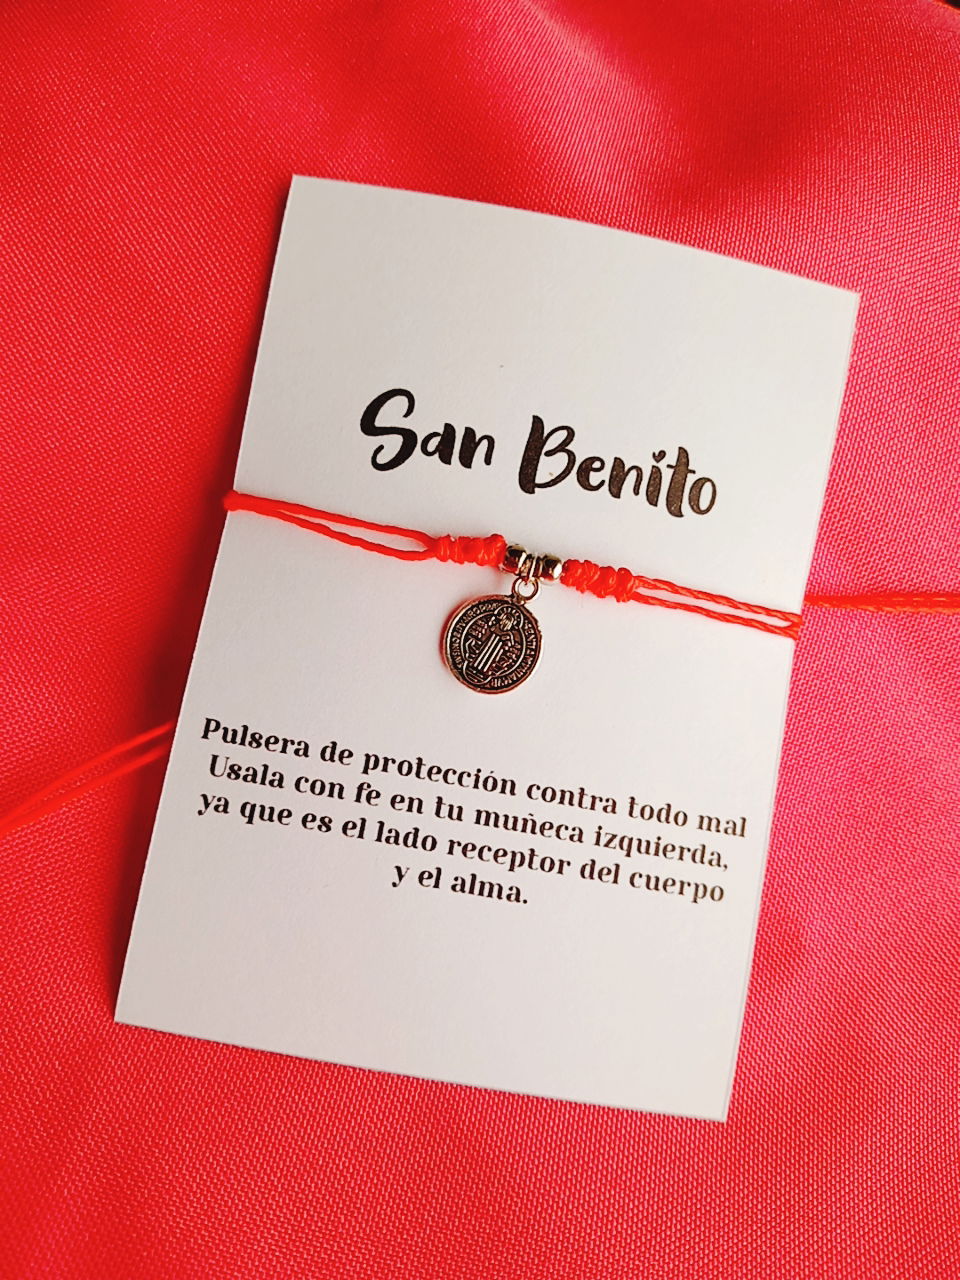 San Benito
Pulsera de protección contra todo mal
Usala con fe en tu muñeca izquierda,
ya que es el lado receptor del cuerpo
y el alma.